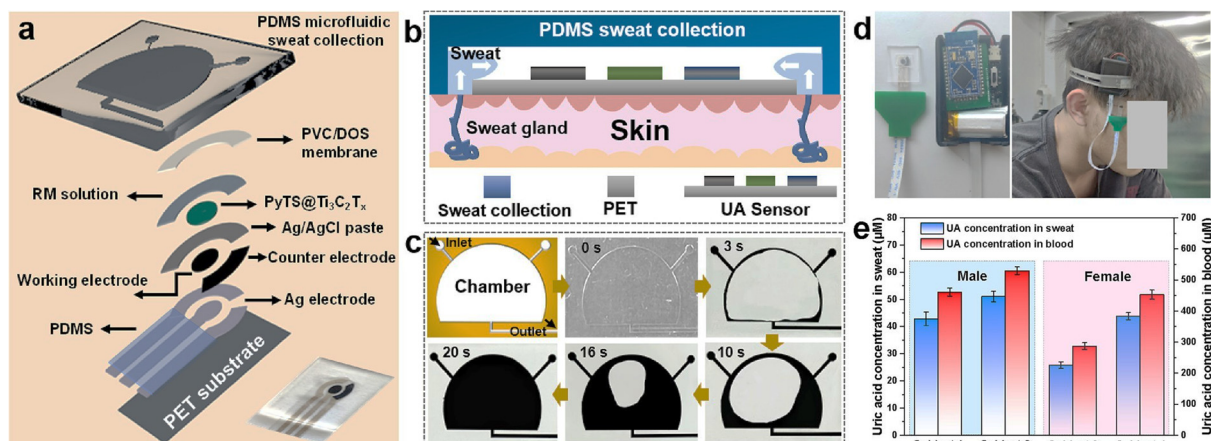 a
PDMS microfluidic
sweat collection
PVC/DOS
membrane
RM solution
PyTS@Ti₃C₂Tₓ
Ag/AgCl paste
Counter electrode
Working electrode
Ag electrode
PDMS
PET substrate
b
PDMS sweat collection
Sweat
Sweat gland
Skin
Sweat collection
PET
UA Sensor
c
Inlet
Chamber
Outlet
0 s
3 s
20 s
16 s
10 s
d
e
Uric acid concentration in sweat (μM)
80
70
60
50
40
30
20
10
0
UA concentration in sweat
UA concentration in blood
Male
Female
700
600
500
400
300
200
100
0
Uric acid concentration in blood (μM)